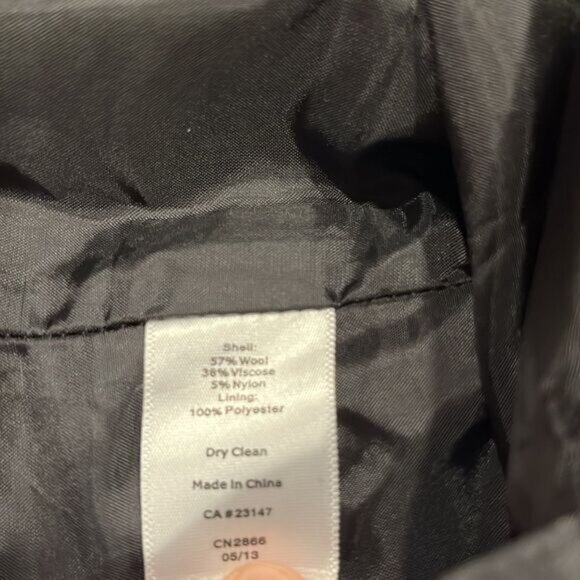 Shell:
57% Wool
38% Viscose
5% Nylon
Lining:
100% Polyester
Dry Clean
Made In China
CA # 23147
CN2866
05/13